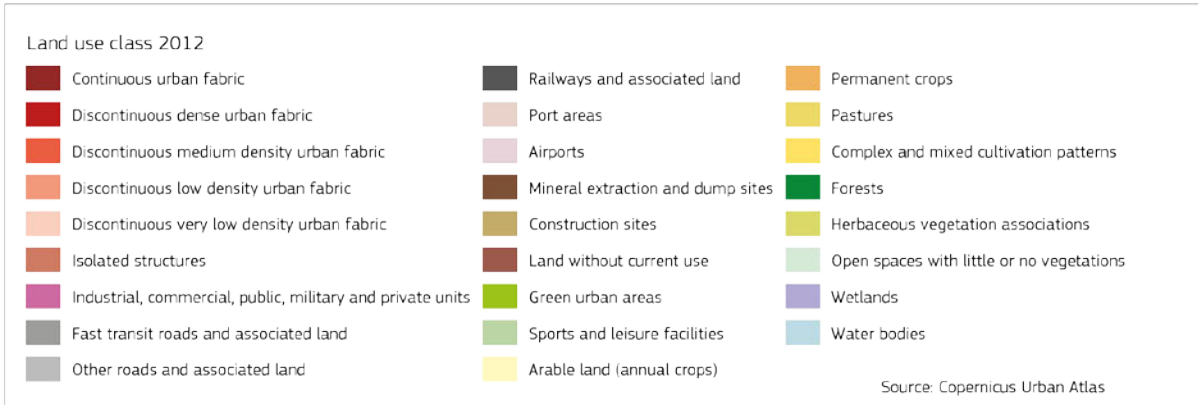 Land use class 2012
Continuous urban fabric
Discontinuous dense urban fabric
Discontinuous medium density urban fabric
Discontinuous low density urban fabric
Discontinuous very low density urban fabric
Isolated structures
Industrial, commercial, public, military and private units
Fast transit roads and associated land
Other roads and associated land
Railways and associated land
Port areas
Airports
Mineral extraction and dump sites
Construction sites
Land without current use
Green urban areas
Sports and leisure facilities
Arable land (annual crops)
Permanent crops
Pastures
Complex and mixed cultivation patterns
Forests
Herbaceous vegetation associations
Open spaces with little or no vegetations
Wetlands
Water bodies
Source: Copernicus Urban Atlas